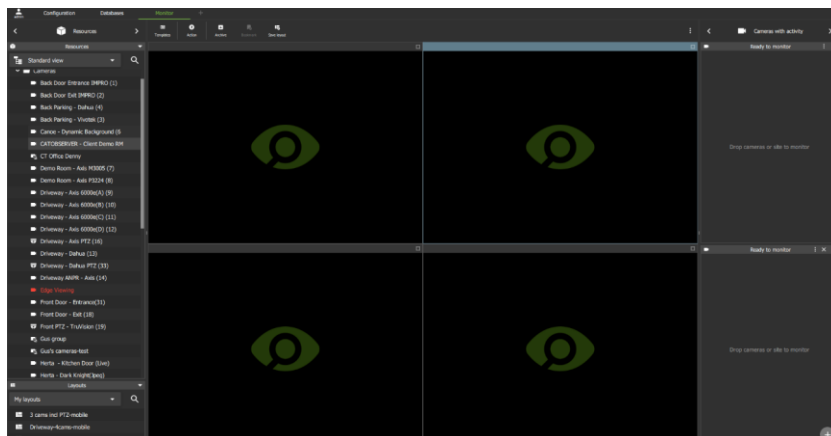 admin
Configuration Databases Monitor +
Resources
Template Action Archive Save layout
Cameras with activity
Resources
Ready to monitor
Standard view
Cameras
Back Door Entrance IMPRO (1)
Back Door Exit IMPRO (2)
Back Parking - Dahua (4)
Back Parking - Vivotek (3)
Canoe - Dynamic Background (6
CATOBSERVER - Client Demo RM
CT Office Denny
Demo Room - Axis M3005 (7)
Demo Room - Axis P3224 (8)
Driveway - Axis 6000e(A) (9)
Driveway - Axis 6000e(B) (10)
Driveway - Axis 6000e(C) (11)
Driveway - Axis 6000e(D) (12)
Driveway - Axis PTZ (16)
Driveway - Dahua (13)
Driveway - Dahua PTZ (33)
Driveway ANPR - Axis (14)
Edge Viewing
Front Door - Entrance(31)
Front Door - Exit (18)
Front PTZ - TruVision (19)
Gus group
Gus's cameras-test
Herta - Kitchen Door (Live)
Herta - Dark Knight(Jpeg)
Drop cameras or site to monitor
Ready to monitor
Drop cameras or site to monitor
Layouts
My layouts
3 cams incl PTZ-mobile
Driveway-4cams-mobile